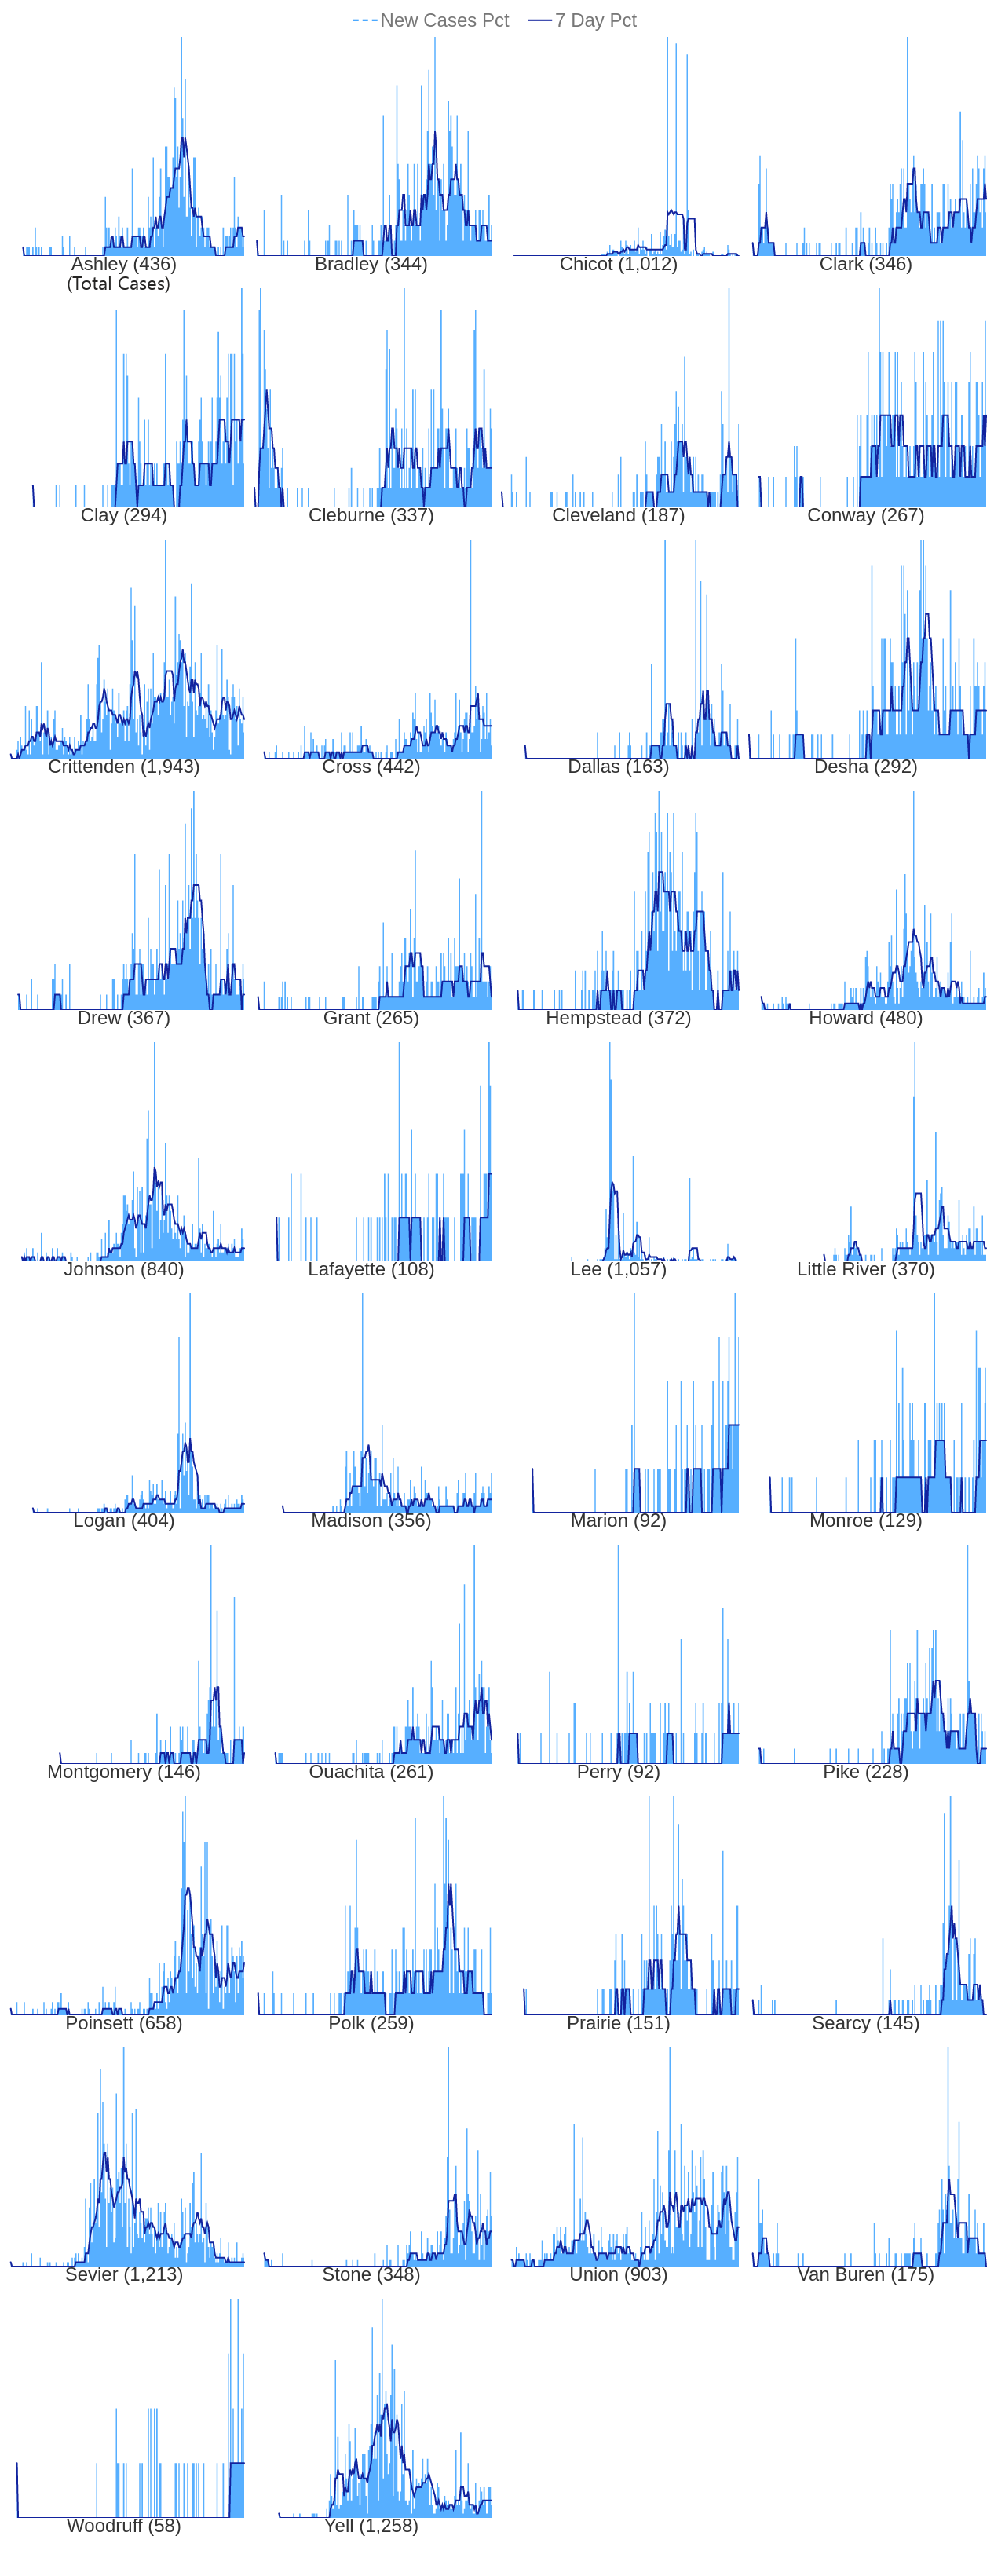 New Cases Pct 7 Day Pct
Ashley (436) Bradley (344) Chicot (1,012) Clark (346)
(Total Cases)
Clay (294) Cleburne (337) Cleveland (187) Conway (267)
Crittenden (1,943) Cross (442) Dallas (163) Desha (292)
Drew (367) Grant (265) Hempstead (372) Howard (480)
Johnson (840) Lafayette (108) Lee (1,057) Little River (370)
Logan (404) Madison (356) Marion (92) Monroe (129)
Montgomery (146) Ouachita (261) Perry (92) Pike (228)
Poinsett (658) Polk (259) Prairie (151) Searcy (145)
Sevier (1,213) Stone (348) Union (903) Van Buren (175)
Woodruff (58) Yell (1,258)